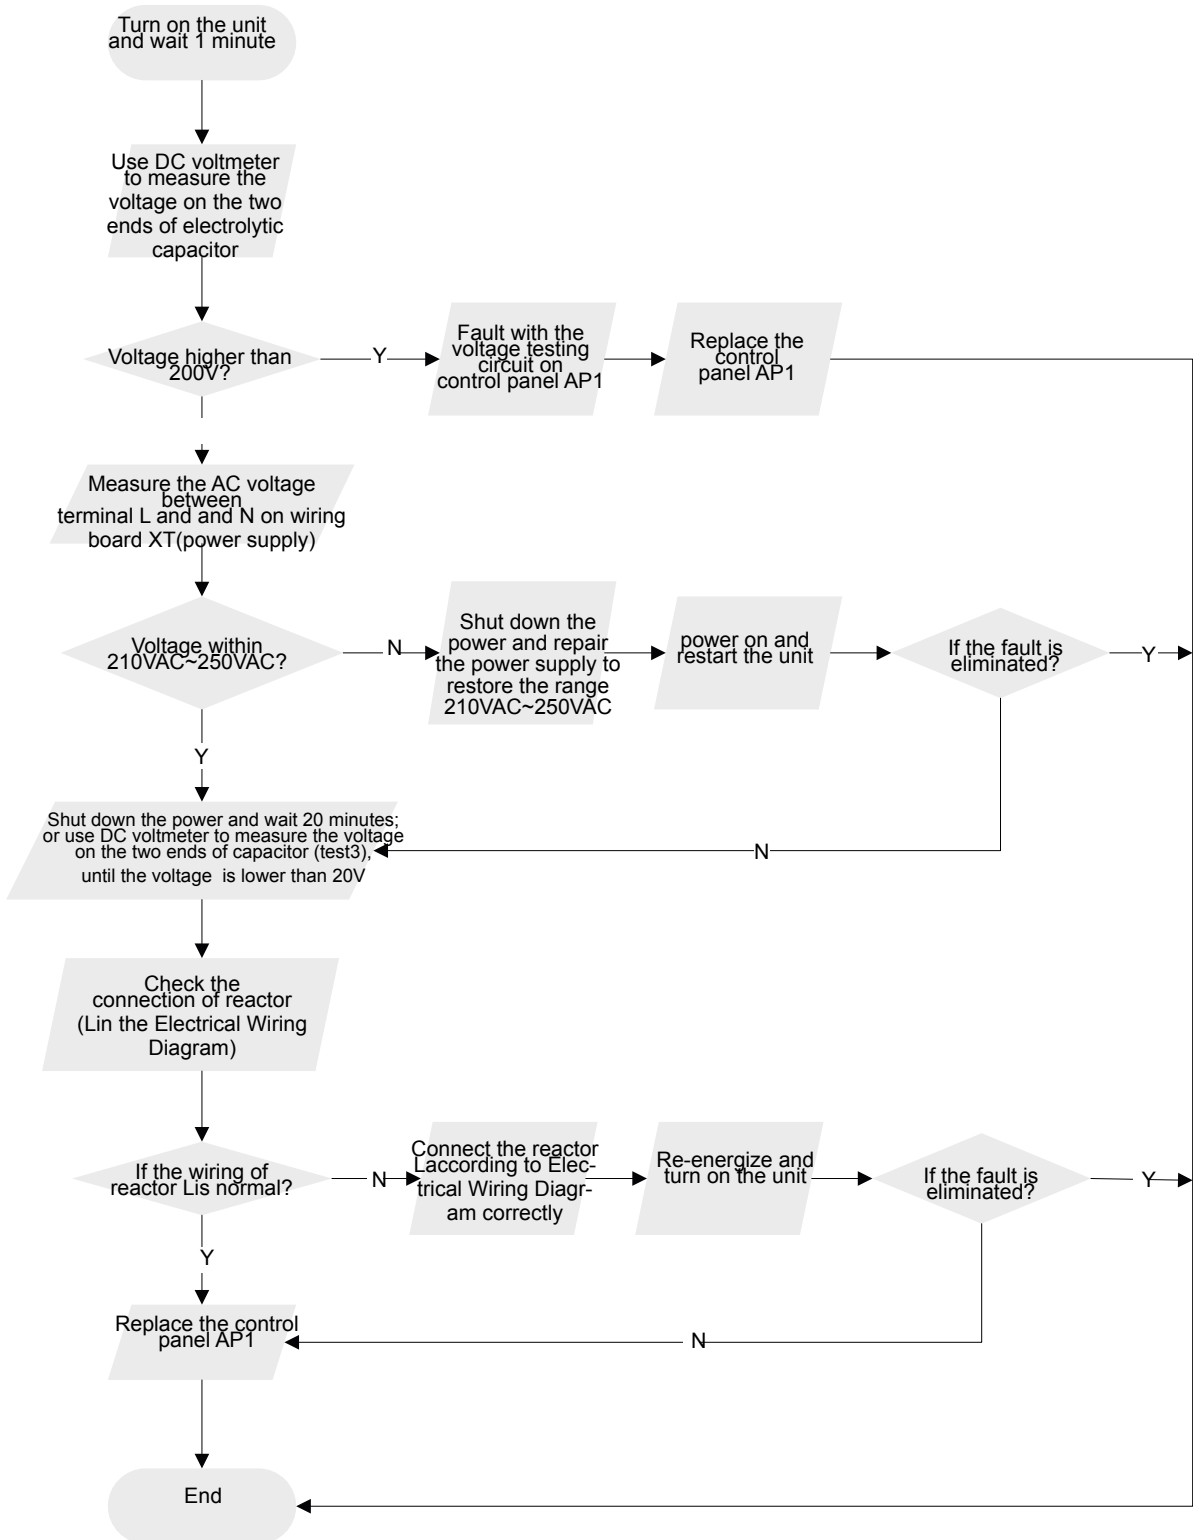 Turn on the unit
and wait 1 minute
Use DC voltmeter
to measure the
voltage on the two
ends of electrolytic
capacitor
Voltage higher than
200V?
Y
Fault with the
voltage testing
circuit on
control panel AP1
Replace the
control
panel AP1
Measure the AC voltage
between
terminal L and and N on wiring
board XT(power supply)
Voltage within
210VAC~250VAC?
N
Shut down the
power and repair
the power supply to
restore the range
210VAC~250VAC
power on and
restart the unit
If the fault is
eliminated?
Y
Y
Shut down the power and wait 20 minutes;
or use DC voltmeter to measure the voltage
on the two ends of capacitor (test3),
until the voltage is lower than 20V
N
Check the
connection of reactor
(Lin the Electrical Wiring
Diagram)
If the wiring of
reactor Lis normal?
N
Connect the reactor
Laccording to Elec-
trical Wiring Diagr-
am correctly
Re-energize and
turn on the unit
If the fault is
eliminated?
Y
Y
Replace the control
panel AP1
N
End